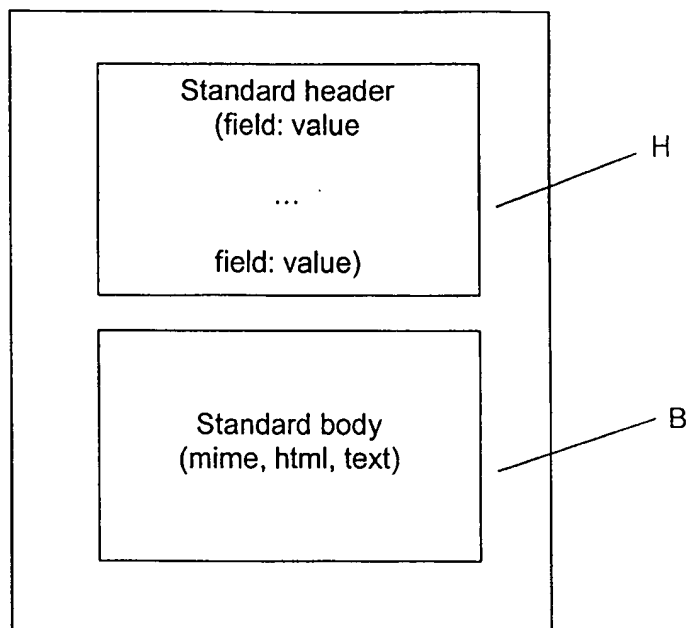 Standard header
(field: value
...
field: value)
H
Standard body
(mime, html, text)
B